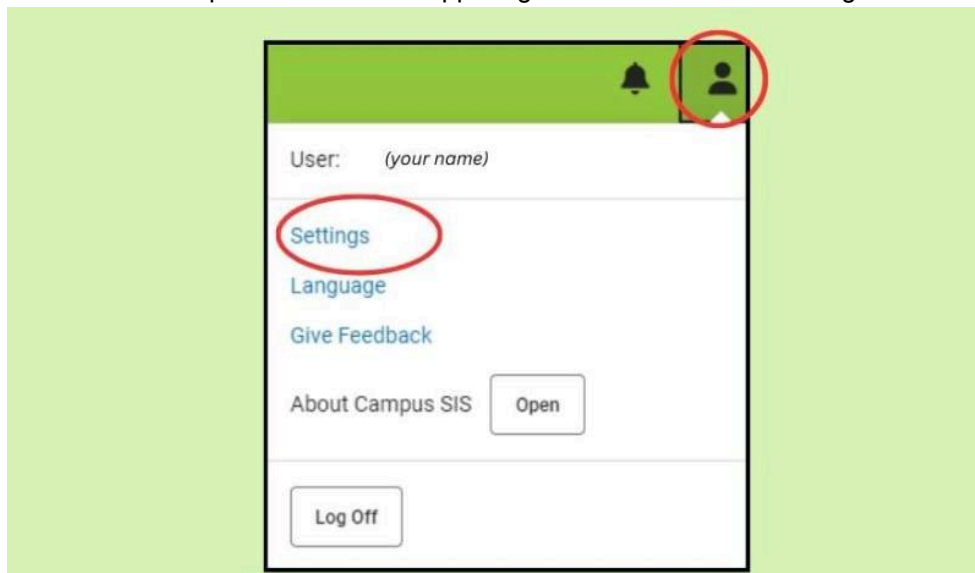 User: (your name)
Settings
Language
Give Feedback
About Campus SIS Open
Log Off